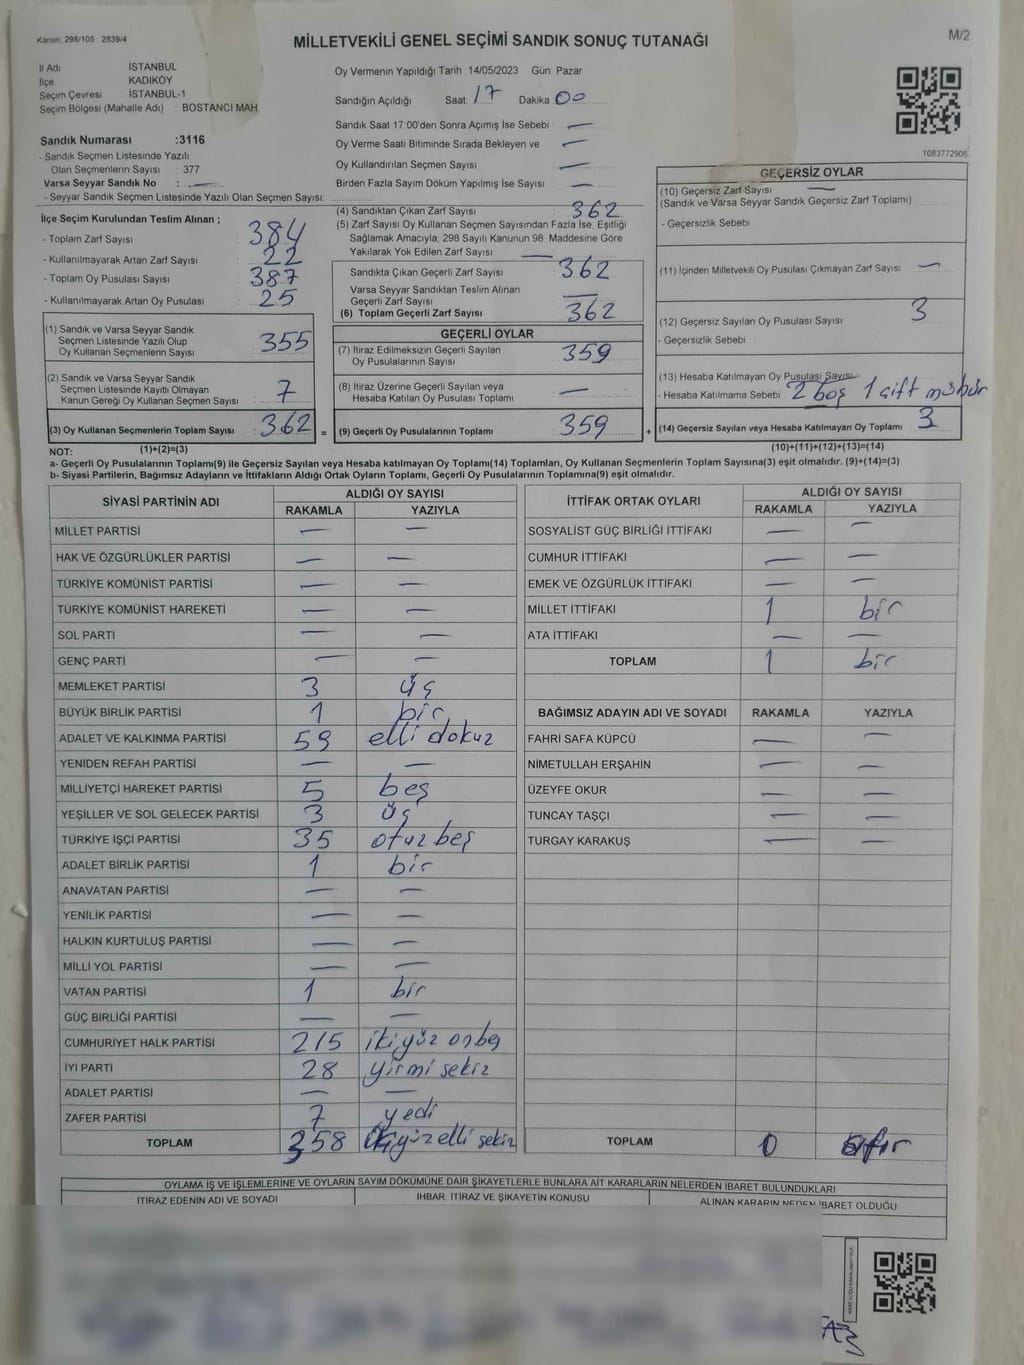 Kanun: 298/105 2839/4
MİLLETVEKİLİ GENEL SEÇİMİ SANDIK SONUÇ TUTANAĞI
M/2
İl Adı : İSTANBUL
İlçe : KADIKÖY
Seçim Çevresi : İSTANBUL-1
Seçim Bölgesi (Mahalle Adı) : BOSTANCI MAH.
Sandık Numarası :3116
- Sandık Seçmen Listesinde Yazılı
Olan Seçmenlerin Sayısı : 377
Varsa Seyyar Sandık No : —
- Seyyar Sandık Seçmen Listesinde Yazılı Olan Seçmen Sayısı:
Oy Vermenin Yapıldığı Tarih :14/05/2023 Gün: Pazar
Sandığın Açıldığı Saat: 17 Dakika 00
Sandık Saat 17:00'den Sonra Açımış İse Sebebi : —
Oy Verme Saati Bitiminde Sırada Bekleyen ve : —
Oy Kullandırılan Seçmen Sayısı : —
Birden Fazla Sayım Döküm Yapılmış İse Sayısı : —
1083772906
İlçe Seçim Kurulundan Teslim Alınan ;
- Toplam Zarf Sayısı : 384
- Kullanılmayarak Artan Zarf Sayısı : 22
- Toplam Oy Pusulası Sayısı : 387
- Kullanılmayarak Artan Oy Pusulası : 25
(4) Sandıktan Çıkan Zarf Sayısı : 362
(5) Zarf Sayısı Oy Kullanan Seçmen Sayısından Fazla İse, Eşitliği
Sağlamak Amacıyla, 298 Sayılı Kanunun 98. Maddesine Göre
Yakılarak Yok Edilen Zarf Sayısı : —
Sandıkta Çıkan Geçerli Zarf Sayısı : 362
Varsa Seyyar Sandıktan Teslim Alınan
Geçerli Zarf Sayısı : —
(6) Toplam Geçerli Zarf Sayısı : 362
GEÇERSİZ OYLAR
(10) Geçersiz Zarf Sayısı : —
(Sandık ve Varsa Seyyar Sandık Geçersiz Zarf Toplamı)
- Geçersizlik Sebebi :
(11) İçinden Milletvekili Oy Pusulası Çıkmayan Zarf Sayısı : —
(12) Geçersiz Sayılan Oy Pusulası Sayısı : 3
- Geçersizlik Sebebi :
(13) Hesaba Katılmayan Oy Pusulası Sayısı
- Hesaba Katılmama Sebebi : 2 boş 1 çift mühür
(14) Geçersiz Sayılan veya Hesaba Katılmayan Oy Toplamı : 3
(10)+(11)+(12)+(13)=(14)
(1) Sandık ve Varsa Seyyar Sandık
Seçmen Listesinde Yazılı Olup
Oy Kullanan Seçmenlerin Sayısı : 355
(2) Sandık ve Varsa Seyyar Sandık
Seçmen Listesinde Kayıtlı Olmayan
Kanun Gereği Oy Kullanan Seçmen Sayısı : 7
(3) Oy Kullanan Seçmenlerin Toplam Sayısı : 362 =
(1)+(2)=(3)
GEÇERLİ OYLAR
(7) İtiraz Edilmeksizin Geçerli Sayılan
Oy Pusulalarının Sayısı : 359
(8) İtiraz Üzerine Geçerli Sayılan veya
Hesaba Katılan Oy Pusulası Toplamı : —
(9) Geçerli Oy Pusulalarının Toplamı : 359 +
NOT:
a- Geçerli Oy Pusulalarının Toplamı(9) ile Geçersiz Sayılan veya Hesaba katılmayan Oy Toplamı(14) Toplamları, Oy Kullanan Seçmenlerin Toplam Sayısına(3) eşit olmalıdır. (9)+(14)=(3)
b- Siyasi Partilerin, Bağımsız Adayların ve İttifakların Aldığı Ortak Oyların Toplamı, Geçerli Oy Pusulalarının Toplamına(9) eşit olmalıdır.
SİYASİ PARTİNİN ADI ALDIĞI OY SAYISI
RAKAMLA YAZIYLA
MİLLET PARTİSİ — —
HAK VE ÖZGÜRLÜKLER PARTİSİ — —
TÜRKİYE KOMÜNİST PARTİSİ — —
TÜRKİYE KOMÜNİST HAREKETİ — —
SOL PARTİ — —
GENÇ PARTİ — —
MEMLEKET PARTİSİ 3 üç
BÜYÜK BİRLİK PARTİSİ 1 bir
ADALET VE KALKINMA PARTİSİ 59 elli dokuz
YENİDEN REFAH PARTİSİ — —
MİLLİYETÇİ HAREKET PARTİSİ 5 beş
YEŞİLLER VE SOL GELECEK PARTİSİ 3 üç
TÜRKİYE İŞÇİ PARTİSİ 35 otuz beş
ADALET BİRLİK PARTİSİ 1 bir
ANAVATAN PARTİSİ — —
YENİLİK PARTİSİ — —
HALKIN KURTULUŞ PARTİSİ — —
MİLLİ YOL PARTİSİ — —
VATAN PARTİSİ 1 bir
GÜÇ BİRLİĞİ PARTİSİ — —
CUMHURİYET HALK PARTİSİ 215 iki yüz on beş
İYİ PARTİ 28 yirmi sekiz
ADALET PARTİSİ — —
ZAFER PARTİSİ 7 yedi
TOPLAM 358 yüz elli sekiz
İTTİFAK ORTAK OYLARI ALDIĞI OY SAYISI
RAKAMLA YAZIYLA
SOSYALİST GÜÇ BİRLİĞİ İTTİFAKI — —
CUMHUR İTTİFAKI — —
EMEK VE ÖZGÜRLÜK İTTİFAKI — —
MİLLET İTTİFAKI 1 bir
ATA İTTİFAKI — —
TOPLAM 1 bir
BAĞIMSIZ ADAYIN ADI VE SOYADI RAKAMLA YAZIYLA
FAHRİ SAFA KÜPCÜ — —
NİMETULLAH ERŞAHİN — —
ÜZEYFE OKUR — —
TUNCAY TAŞÇI — —
TURGAY KARAKUŞ — —
TOPLAM 0 sıfır
OYLAMA İŞ VE İŞLEMLERİNE VE OYLARIN SAYIM DÖKÜMÜNE DAİR ŞİKAYETLERLE BUNLARA AİT KARARLARIN NELERDEN İBARET BULUNDUKLARI
İTİRAZ EDENİN ADI VE SOYADI İHBAR, İTİRAZ VE ŞİKAYETİN KONUSU ALINAN KARARIN NEDEN İBARET OLDUĞU